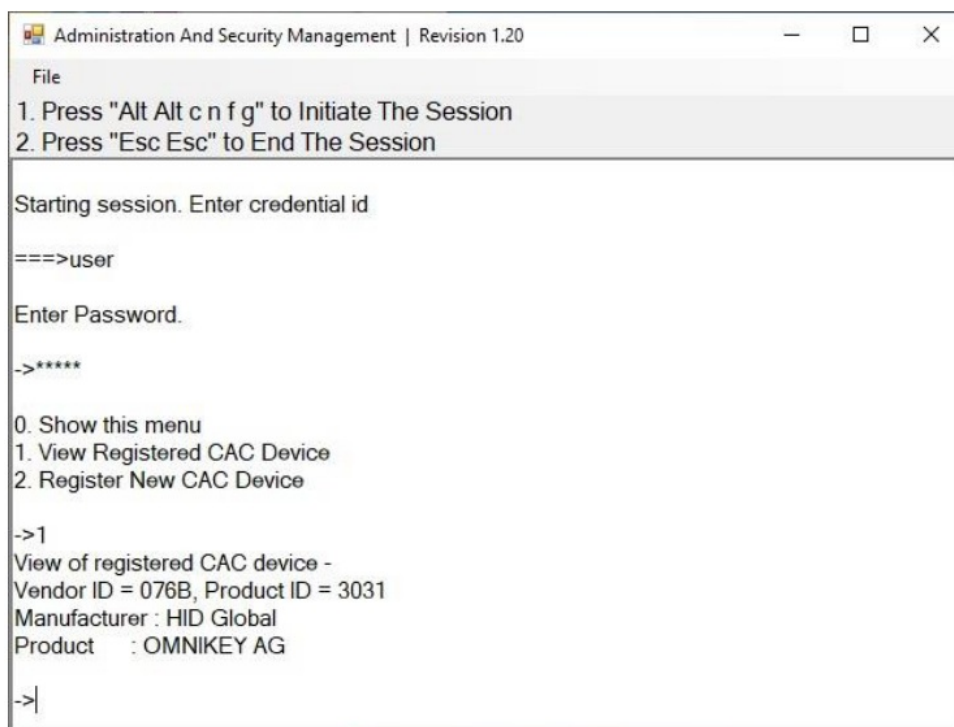 Administration And Security Management | Revision 1.20
File
1. Press "Alt Alt c n f g" to Initiate The Session
2. Press "Esc Esc" to End The Session
Starting session. Enter credential id
===>user
Enter Password.
->*****
0. Show this menu
1. View Registered CAC Device
2. Register New CAC Device
->1
View of registered CAC device -
Vendor ID = 076B, Product ID = 3031
Manufacturer : HID Global
Product : OMNIKEY AG
->